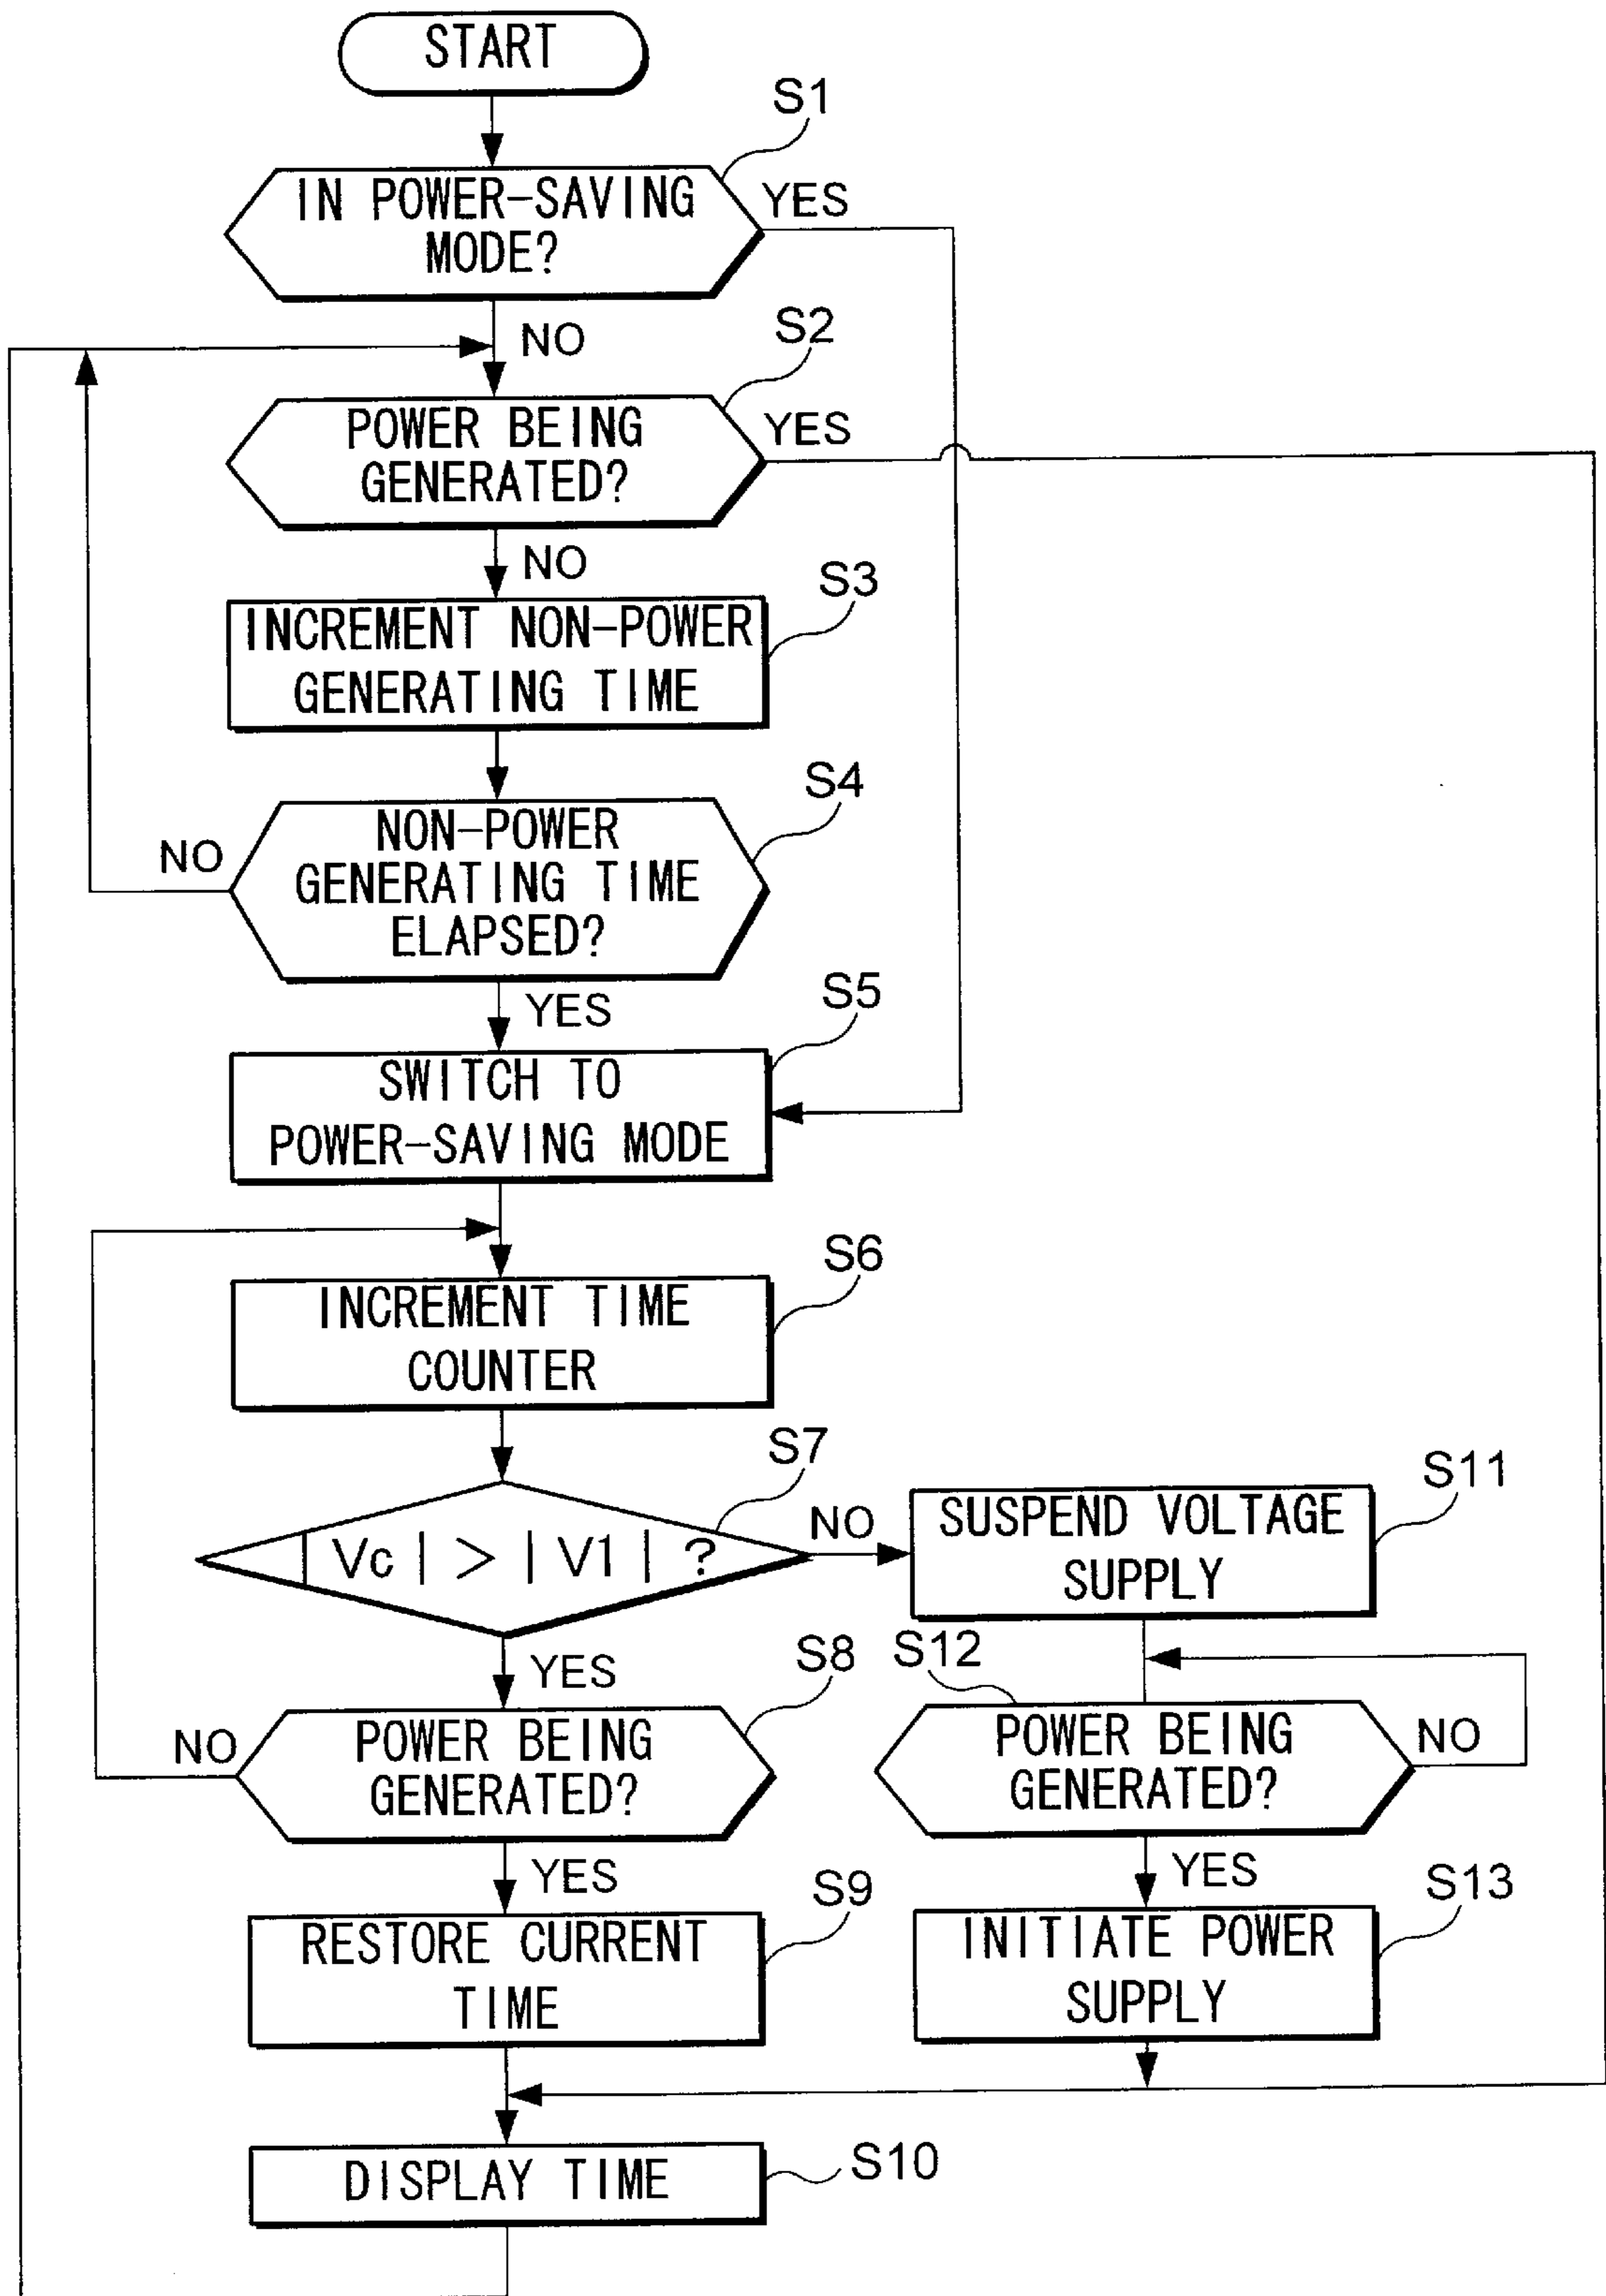 START
S1
IN POWER-SAVING
MODE?
YES
NO
S2
POWER BEING
GENERATED?
YES
NO
S3
INCREMENT NON-POWER
GENERATING TIME
S4
NON-POWER
GENERATING TIME
ELAPSED?
NO
YES
S5
SWITCH TO
POWER-SAVING MODE
S6
INCREMENT TIME
COUNTER
S7
| Vc | > | V1 | ?
NO
S11
SUSPEND VOLTAGE
SUPPLY
YES
S8
POWER BEING
GENERATED?
NO
S12
POWER BEING
GENERATED?
NO
YES
S9
RESTORE CURRENT
TIME
YES
S13
INITIATE POWER
SUPPLY
S10
DISPLAY TIME